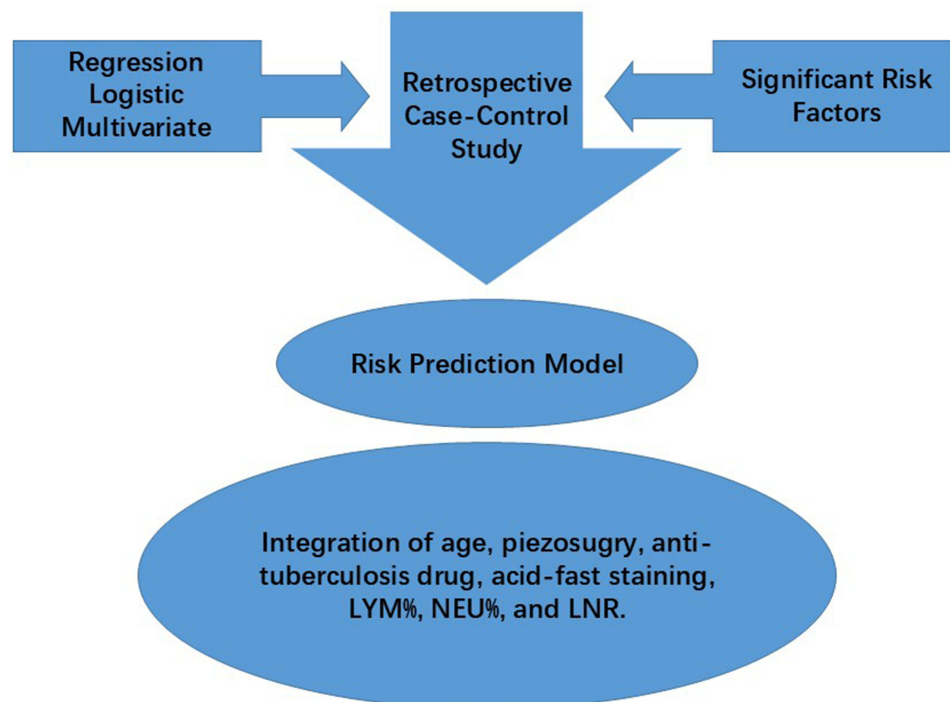 Regression
Logistic
Multivariate
Retrospective
Case-Control
Study
Significant Risk
Factors
Risk Prediction Model
Integration of age, piezosugry, anti-
tuberculosis drug, acid-fast staining,
LYM%, NEU%, and LNR.